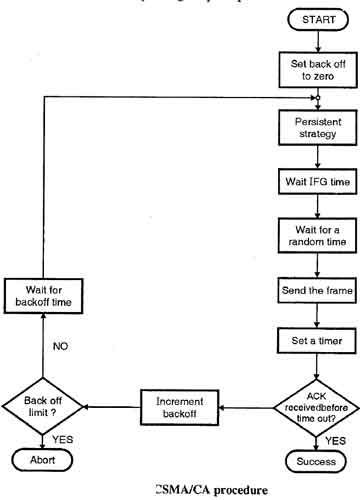 START
Set back off
to zero
Persistent
strategy
Wait IFG time
Wait for a
random time
Send the frame
Set a timer
ACK
receivedbefore
time out?
YES
Success
Increment
backoff
Back off
limit ?
YES
Abort
NO
Wait for
backoff time
CSMA/CA procedure